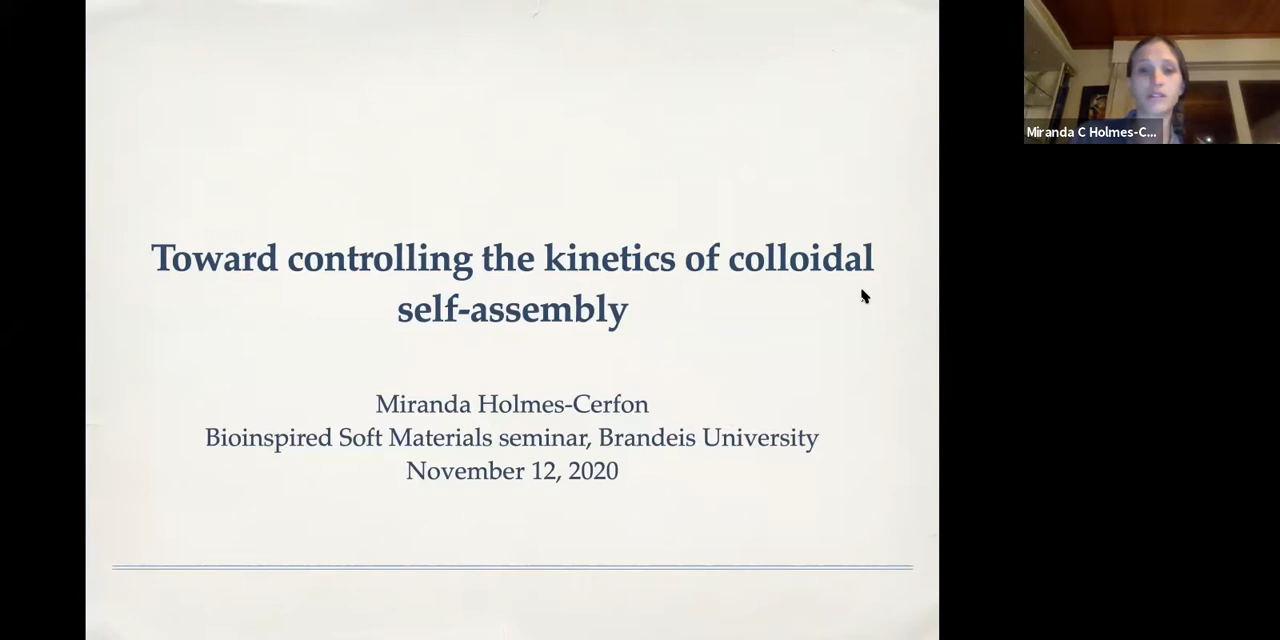 Toward controlling the kinetics of colloidal
self-assembly
Miranda Holmes-Cerfon
Bioinspired Soft Materials seminar, Brandeis University
November 12, 2020
Miranda C Holmes-C...